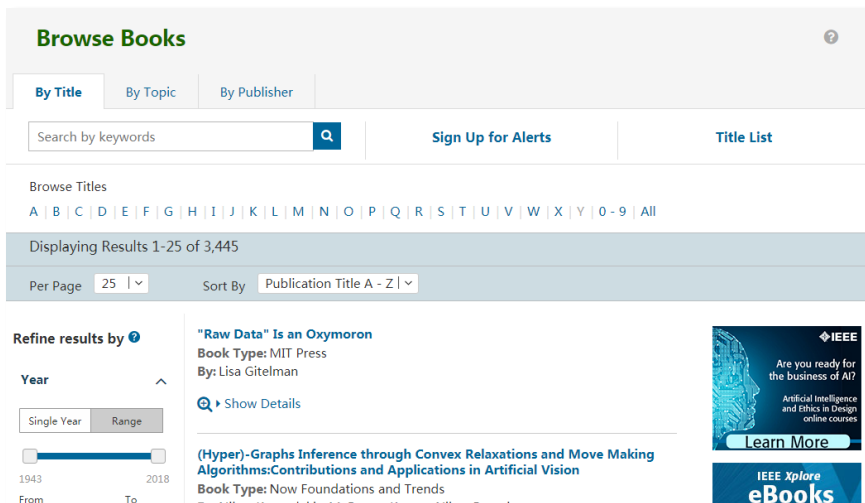 Browse Books
By Title By Topic By Publisher
Search by keywords Sign Up for Alerts Title List
Browse Titles
A | B | C | D | E | F | G | H | I | J | K | L | M | N | O | P | Q | R | S | T | U | V | W | X | Y | 0 - 9 | All
Displaying Results 1-25 of 3,445
Per Page 25 Sort By Publication Title A - Z
Refine results by ?
Year
Single Year Range
1943 2018
From To
"Raw Data" Is an Oxymoron
Book Type: MIT Press
By: Lisa Gitelman
Show Details
(Hyper)-Graphs Inference through Convex Relaxations and Move Making
Algorithms:Contributions and Applications in Artificial Vision
Book Type: Now Foundations and Trends
IEEE
Are you ready for
the business of AI?
Artificial Intelligence
and Ethics in Design
online courses
Learn More
IEEE Xplore
eBooks